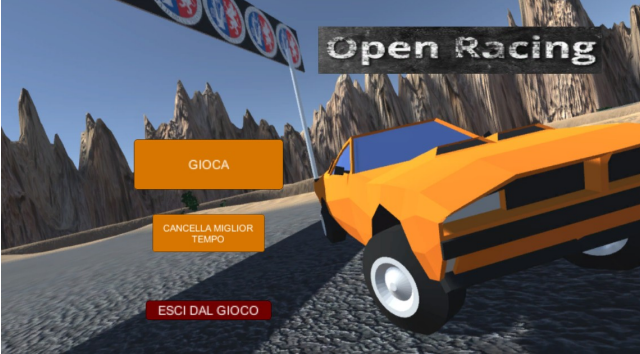 Open Racing
GIOCA
CANCELLA MIGLIOR
TEMPO
ESCI DAL GIOCO